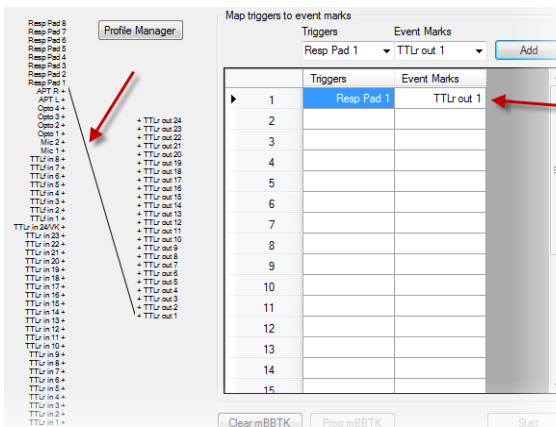 Resp Pad 8
Resp Pad 7
Resp Pad 6
Resp Pad 5
Resp Pad 4
Resp Pad 3
Resp Pad 2
Resp Pad 1
APT R +
APT L +
Opto 4 +
Opto 3 +
Opto 2 +
Opto 1 +
Mic 2 +
Mic 1 +
TTLf in 8 +
TTLf in 7 +
TTLf in 6 +
TTLf in 5 +
TTLf in 4 +
TTLf in 3 +
TTLf in 2 +
TTLf in 1 +
TTLr in 24/VK +
TTLr in 23 +
TTLr in 22 +
TTLr in 21 +
TTLr in 20 +
TTLr in 19 +
TTLr in 18 +
TTLr in 17 +
TTLr in 16 +
TTLr in 15 +
TTLr in 14 +
TTLr in 13 +
TTLr in 12 +
TTLr in 11 +
TTLr in 10 +
TTLr in 9 +
TTLr in 8 +
TTLr in 7 +
TTLr in 6 +
TTLr in 5 +
TTLr in 4 +
TTLr in 3 +
TTLr in 2 +
TTLr in 1 +
Profile Manager
+ TTLr out 24
+ TTLr out 23
+ TTLr out 22
+ TTLr out 21
+ TTLr out 20
+ TTLr out 19
+ TTLr out 18
+ TTLr out 17
+ TTLr out 16
+ TTLr out 15
+ TTLr out 14
+ TTLr out 13
+ TTLr out 12
+ TTLr out 11
+ TTLr out 10
+ TTLr out 9
+ TTLr out 8
+ TTLr out 7
+ TTLr out 6
+ TTLr out 5
+ TTLr out 4
+ TTLr out 3
+ TTLr out 2
+ TTLr out 1
Map triggers to event marks
Triggers Event Marks
Resp Pad 1 TTLr out 1 Add
Triggers Event Marks
1 Resp Pad 1 TTLr out 1
2
3
4
5
6
7
8
9
10
11
12
13
14
15
Clear mBBTK Prog mBBTK Start